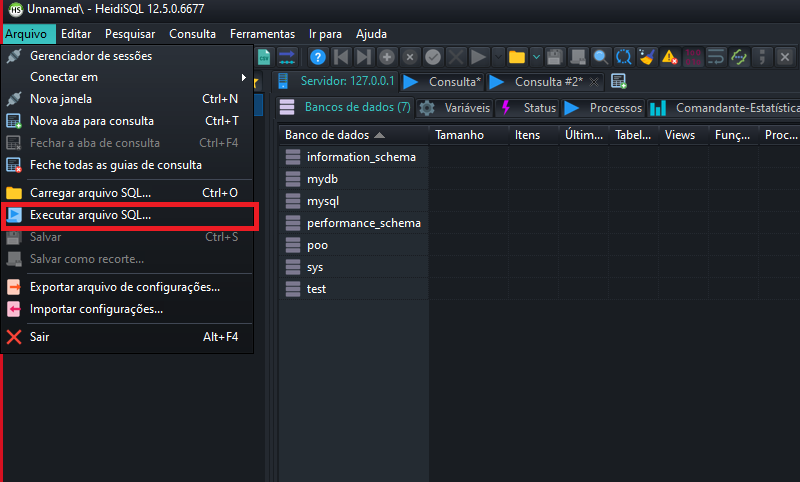 Unnamed\ - HeidiSQL 12.5.0.6677
Arquivo Editar Pesquisar Consulta Ferramentas Ir para Ajuda
Gerenciador de sessões
Conectar em
Nova janela Ctrl+N
Nova aba para consulta Ctrl+T
Fechar a aba de consulta Ctrl+F4
Feche todas as guias de consulta
Carregar arquivo SQL... Ctrl+O
Executar arquivo SQL...
Salvar Ctrl+S
Salvar como recorte...
Exportar arquivo de configurações...
Importar configurações...
Sair Alt+F4
Servidor: 127.0.0.1 Consulta* Consulta #2*
Bancos de dados (7) Variáveis Status Processos Comandante-Estatística
Banco de dados Tamanho Itens Últim... Tabel... Views Funç... Proc...
information_schema
mydb
mysql
performance_schema
poo
sys
test